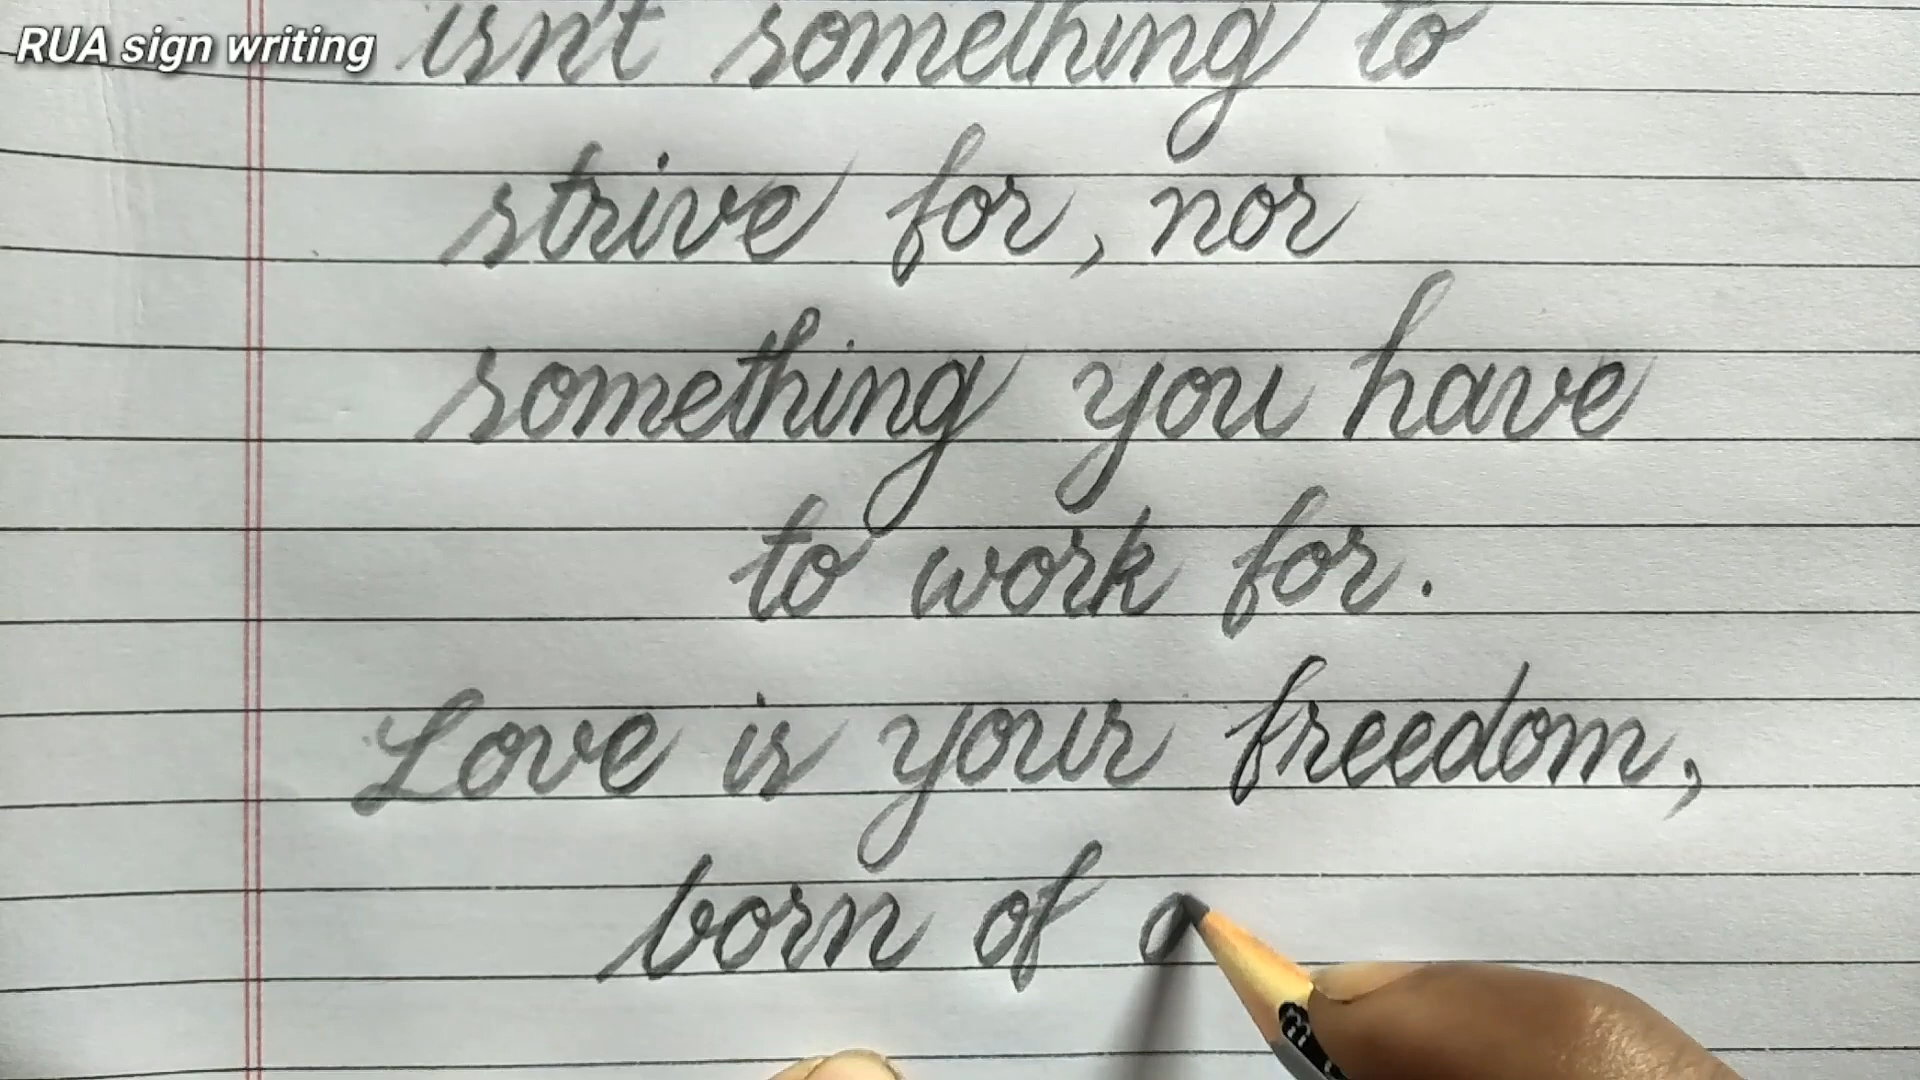 RUA sign writing
isn't something to
strive for, nor
something you have
to work for.
Love is your freedom,
born of